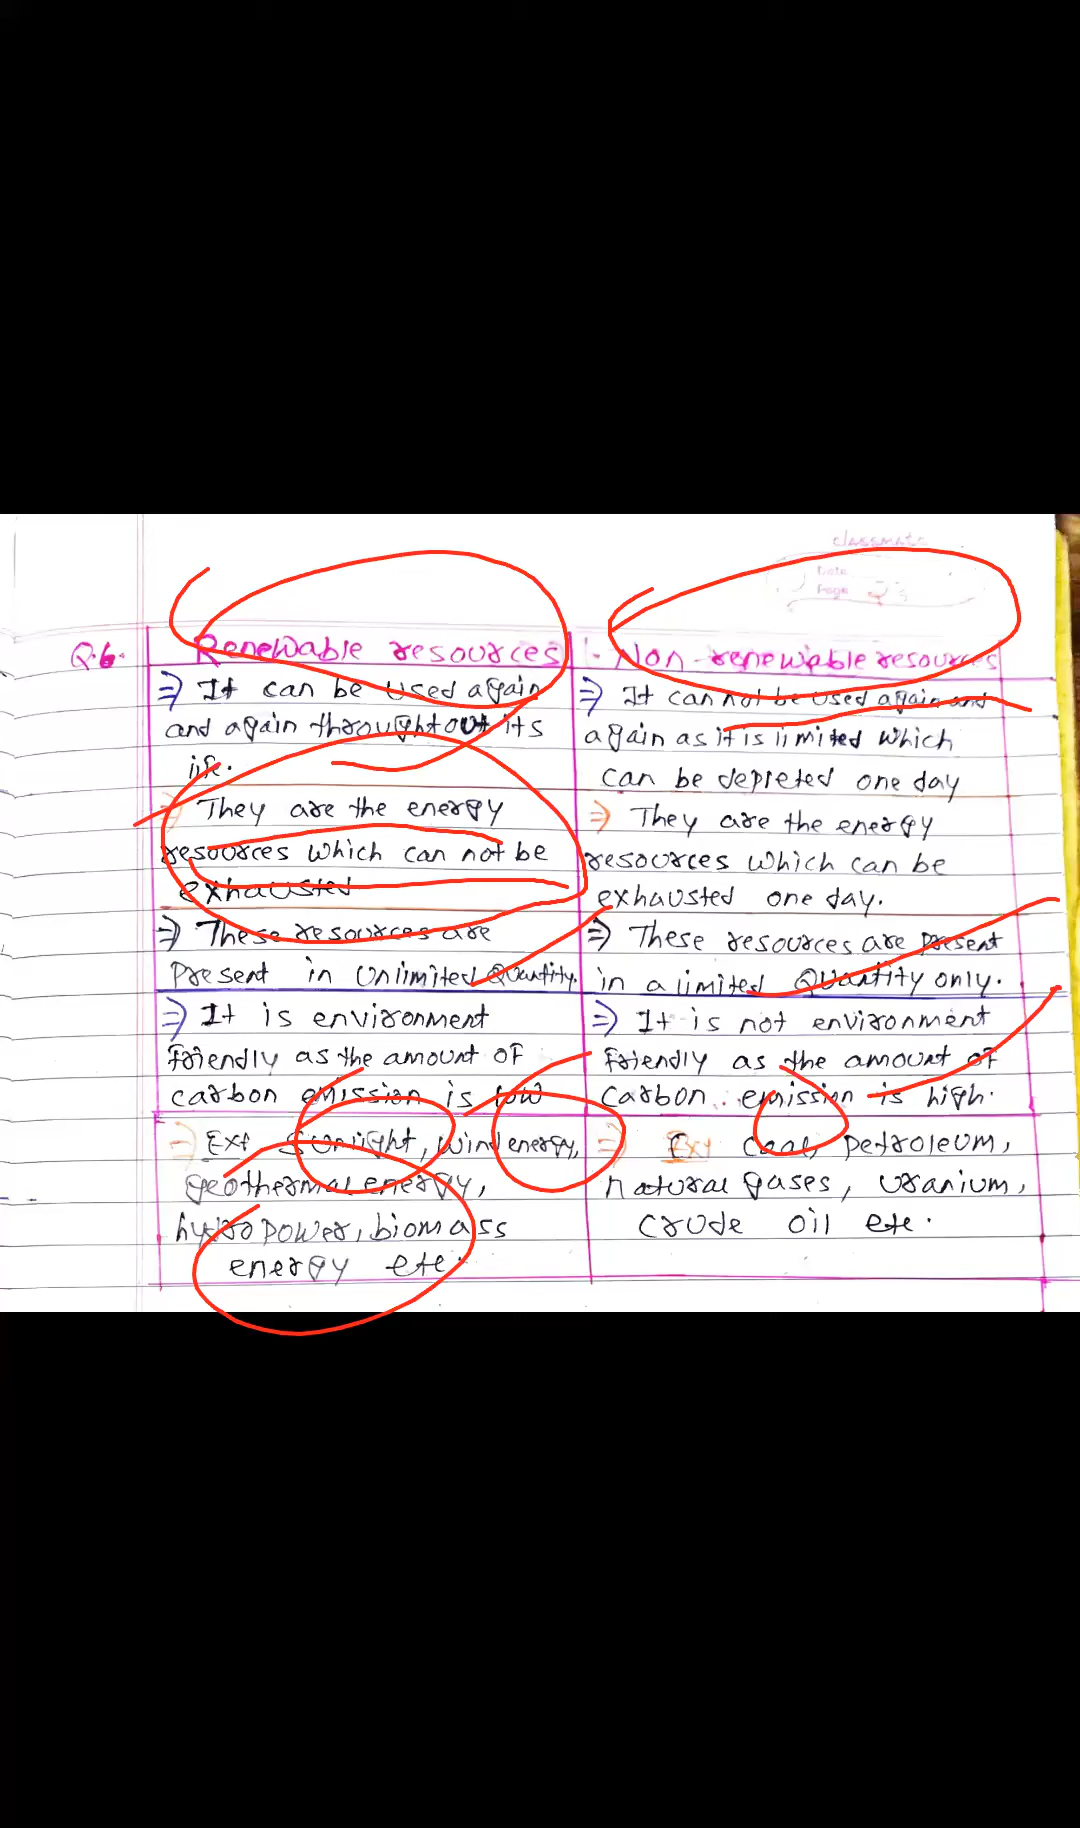 classmate
Date
Page
Q.6. Renewable resources
Non-renewable resources
⇒ It can be used again
and again throughtout its
life.
⇒ They are the energy
resources which can not be
exhausted
⇒ These resources are
present in unlimited quantity.
⇒ It is environment
friendly as the amount of
carbon emission is low
⇒ Ex+ sunlight, wind energy,
geothermal energy,
hydropower, biomass
energy etc.
⇒ It can not be used again and
again as it is limited which
can be depleted one day
⇒ They are the energy
resources which can be
exhausted one day.
⇒ These resources are present
in a limited quantity only.
⇒ It is not environment
friendly as the amount of
carbon emission is high.
⇒ Ex+ coal, petroleum,
natural gases, uranium,
crude oil etc.